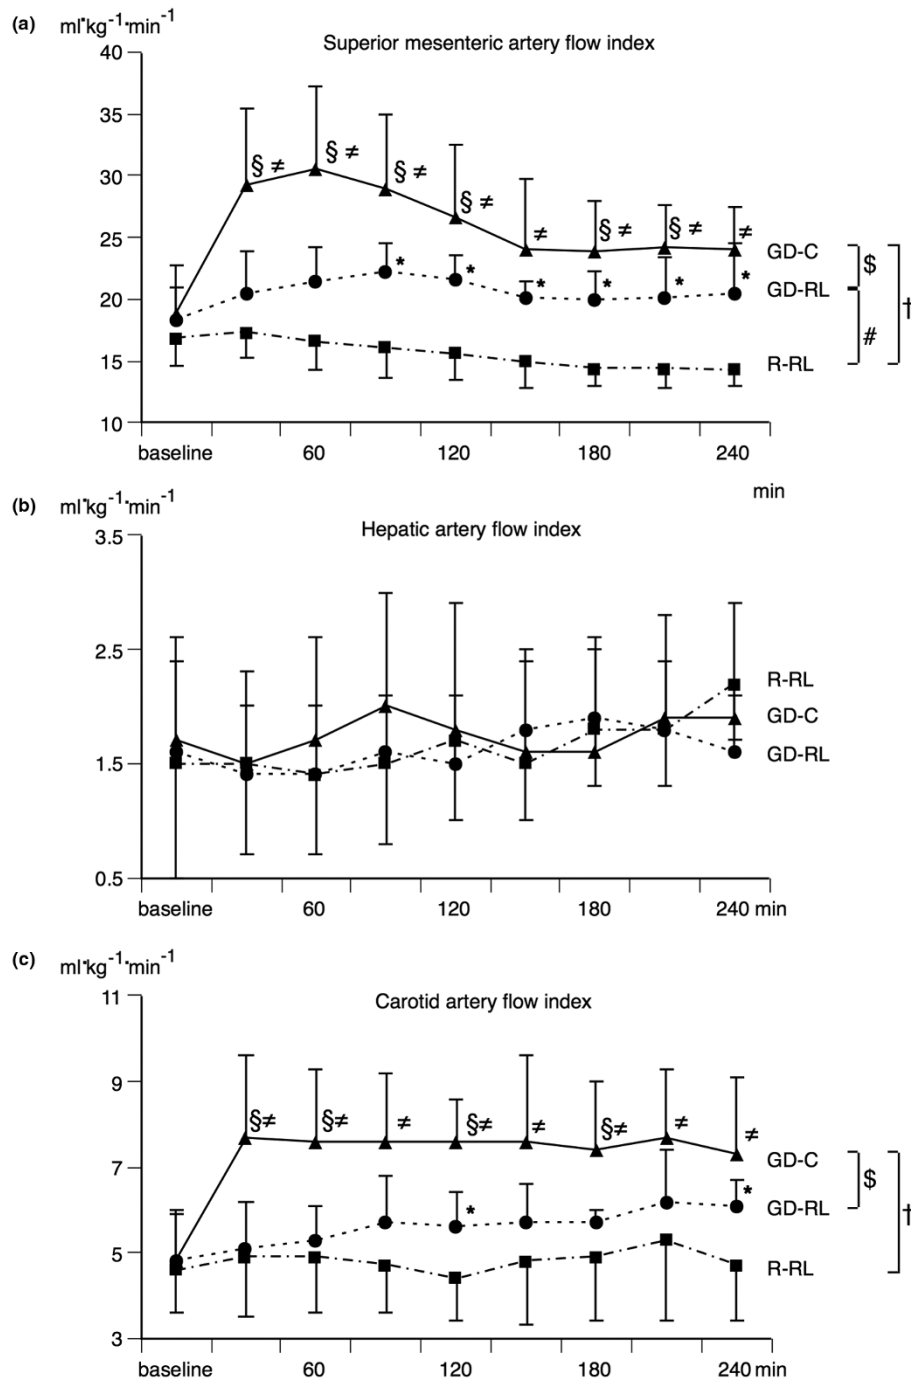 (a) ml·kg⁻¹·min⁻¹
Superior mesenteric artery flow index
40
35
30
25
20
15
10
§ ≠
§ ≠
§ ≠
§ ≠
≠
§ ≠
§ ≠
≠
*
*
*
*
*
*
GD-C
GD-RL
R-RL
$
#
†
baseline 60 120 180 240
min
(b) ml·kg⁻¹·min⁻¹
Hepatic artery flow index
3.5
2.5
1.5
0.5
R-RL
GD-C
GD-RL
baseline 60 120 180 240 min
(c) ml·kg⁻¹·min⁻¹
Carotid artery flow index
11
9
7
5
3
§≠
§≠
≠
§≠
≠
§≠
≠
≠
*
*
GD-C
GD-RL
R-RL
$
†
baseline 60 120 180 240 min